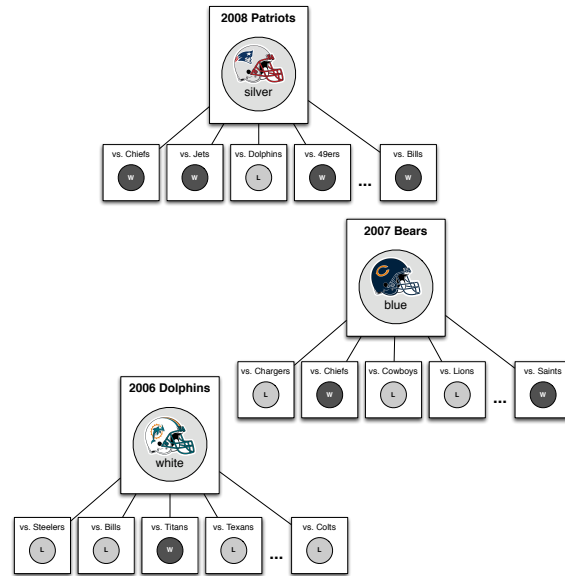 2008 Patriots
silver
vs. Chiefs
W
vs. Jets
W
vs. Dolphins
L
vs. 49ers
W
...
vs. Bills
W
2007 Bears
blue
vs. Chargers
L
vs. Chiefs
W
vs. Cowboys
L
vs. Lions
L
...
vs. Saints
W
2006 Dolphins
white
vs. Steelers
L
vs. Bills
L
vs. Titans
W
vs. Texans
L
...
vs. Colts
L